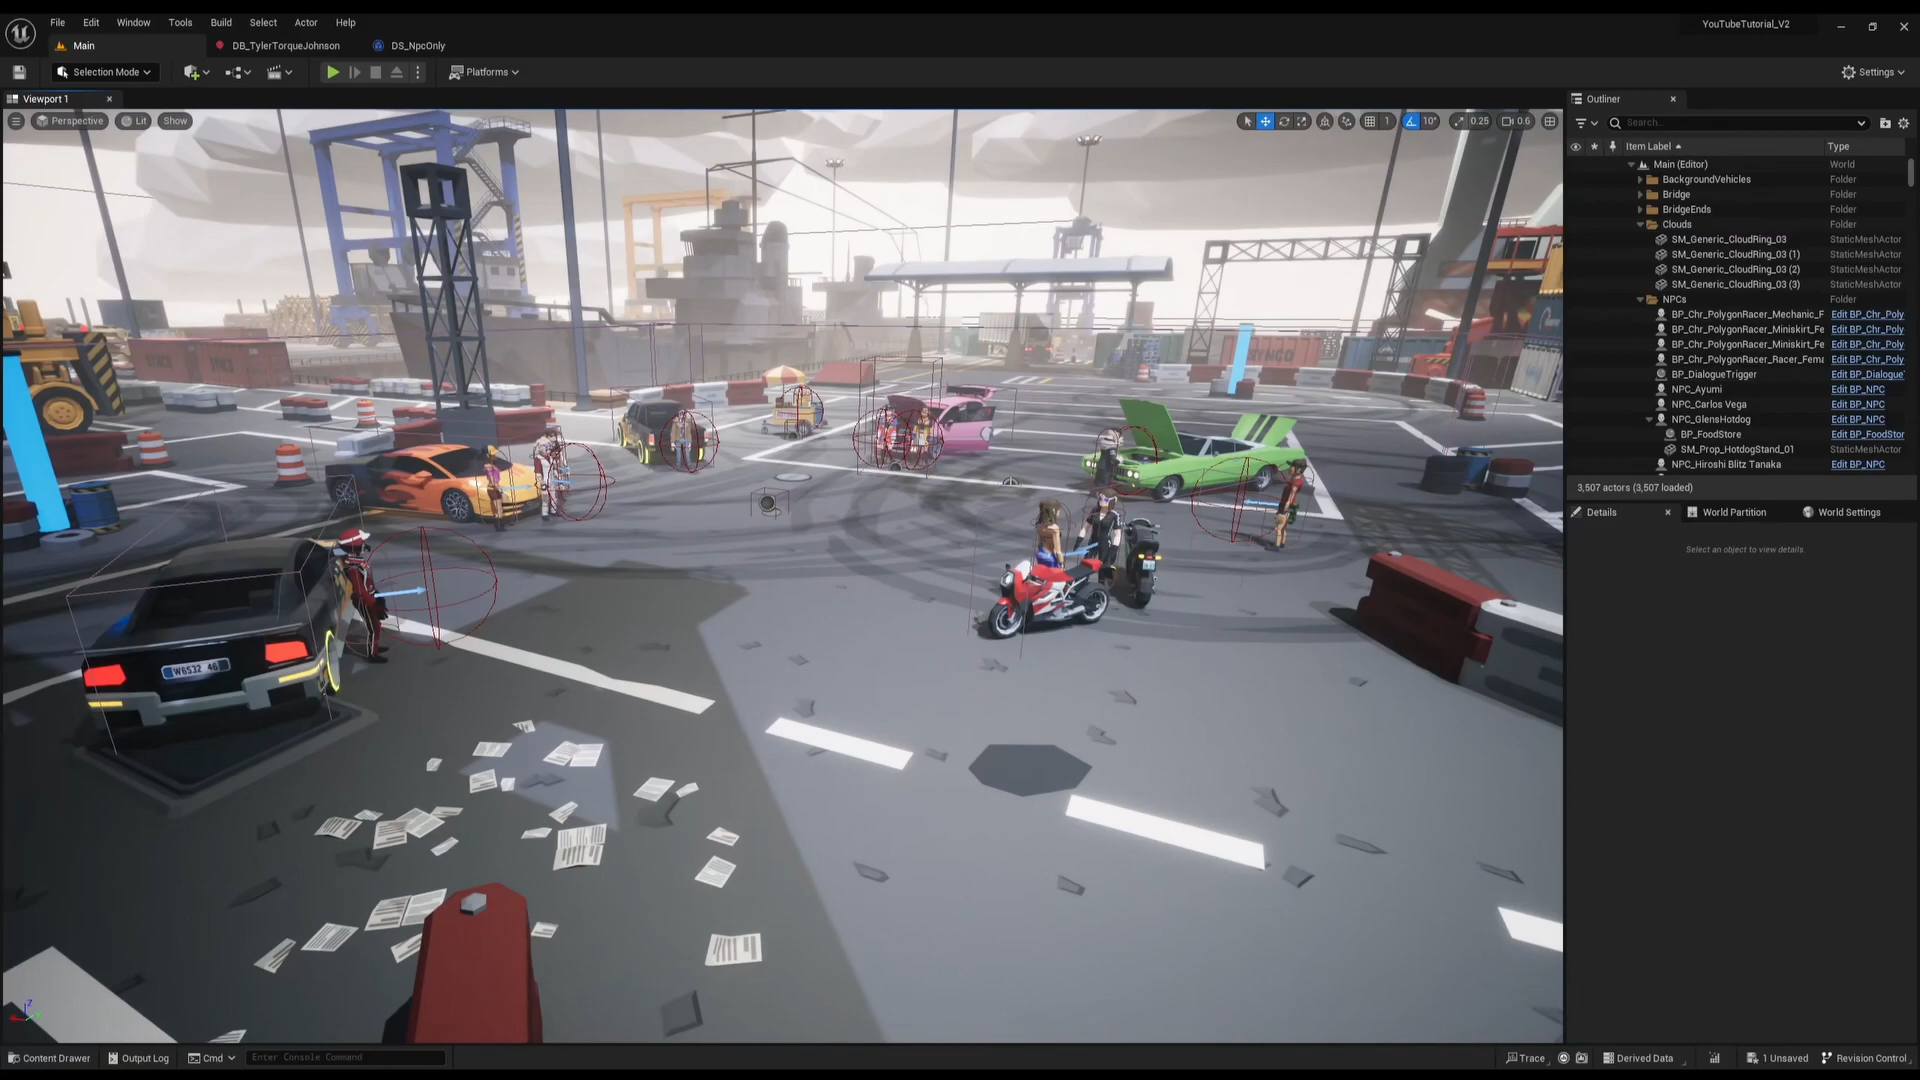 File Edit Window Tools Build Select Actor Help
YouTubeTutorial_V2
Main DB_TylerTorqueJohnson DS_NpcOnly
Selection Mode Platforms Settings
Viewport 1
Perspective Lit Show
1 10° 0.25 0.6
Outliner
Search...
Item Label Type
Main (Editor) World
BackgroundVehicles Folder
Bridge Folder
BridgeEnds Folder
Clouds Folder
SM_Generic_CloudRing_03 StaticMeshActor
SM_Generic_CloudRing_03 (1) StaticMeshActor
SM_Generic_CloudRing_03 (2) StaticMeshActor
SM_Generic_CloudRing_03 (3) StaticMeshActor
NPCs Folder
BP_Chr_PolygonRacer_Mechanic_F Edit BP_Chr_Poly
BP_Chr_PolygonRacer_Miniskirt_Fe Edit BP_Chr_Poly
BP_Chr_PolygonRacer_Miniskirt_Fe Edit BP_Chr_Poly
BP_Chr_PolygonRacer_Racer_Fema Edit BP_Chr_Poly
BP_DialogueTrigger Edit BP_Dialogue
NPC_Ayumi Edit BP_NPC
NPC_Carlos Vega Edit BP_NPC
NPC_GlensHotdog Edit BP_NPC
BP_FoodStore Edit BP_FoodStor
SM_Prop_HotdogStand_01 StaticMeshActor
NPC_Hiroshi Blitz Tanaka Edit BP_NPC
3,507 actors (3,507 loaded)
Details World Partition World Settings
Select an object to view details.
SYNCO
W6532 46
Content Drawer Output Log Cmd Enter Console Command
Trace Derived Data 1 Unsaved Revision Control